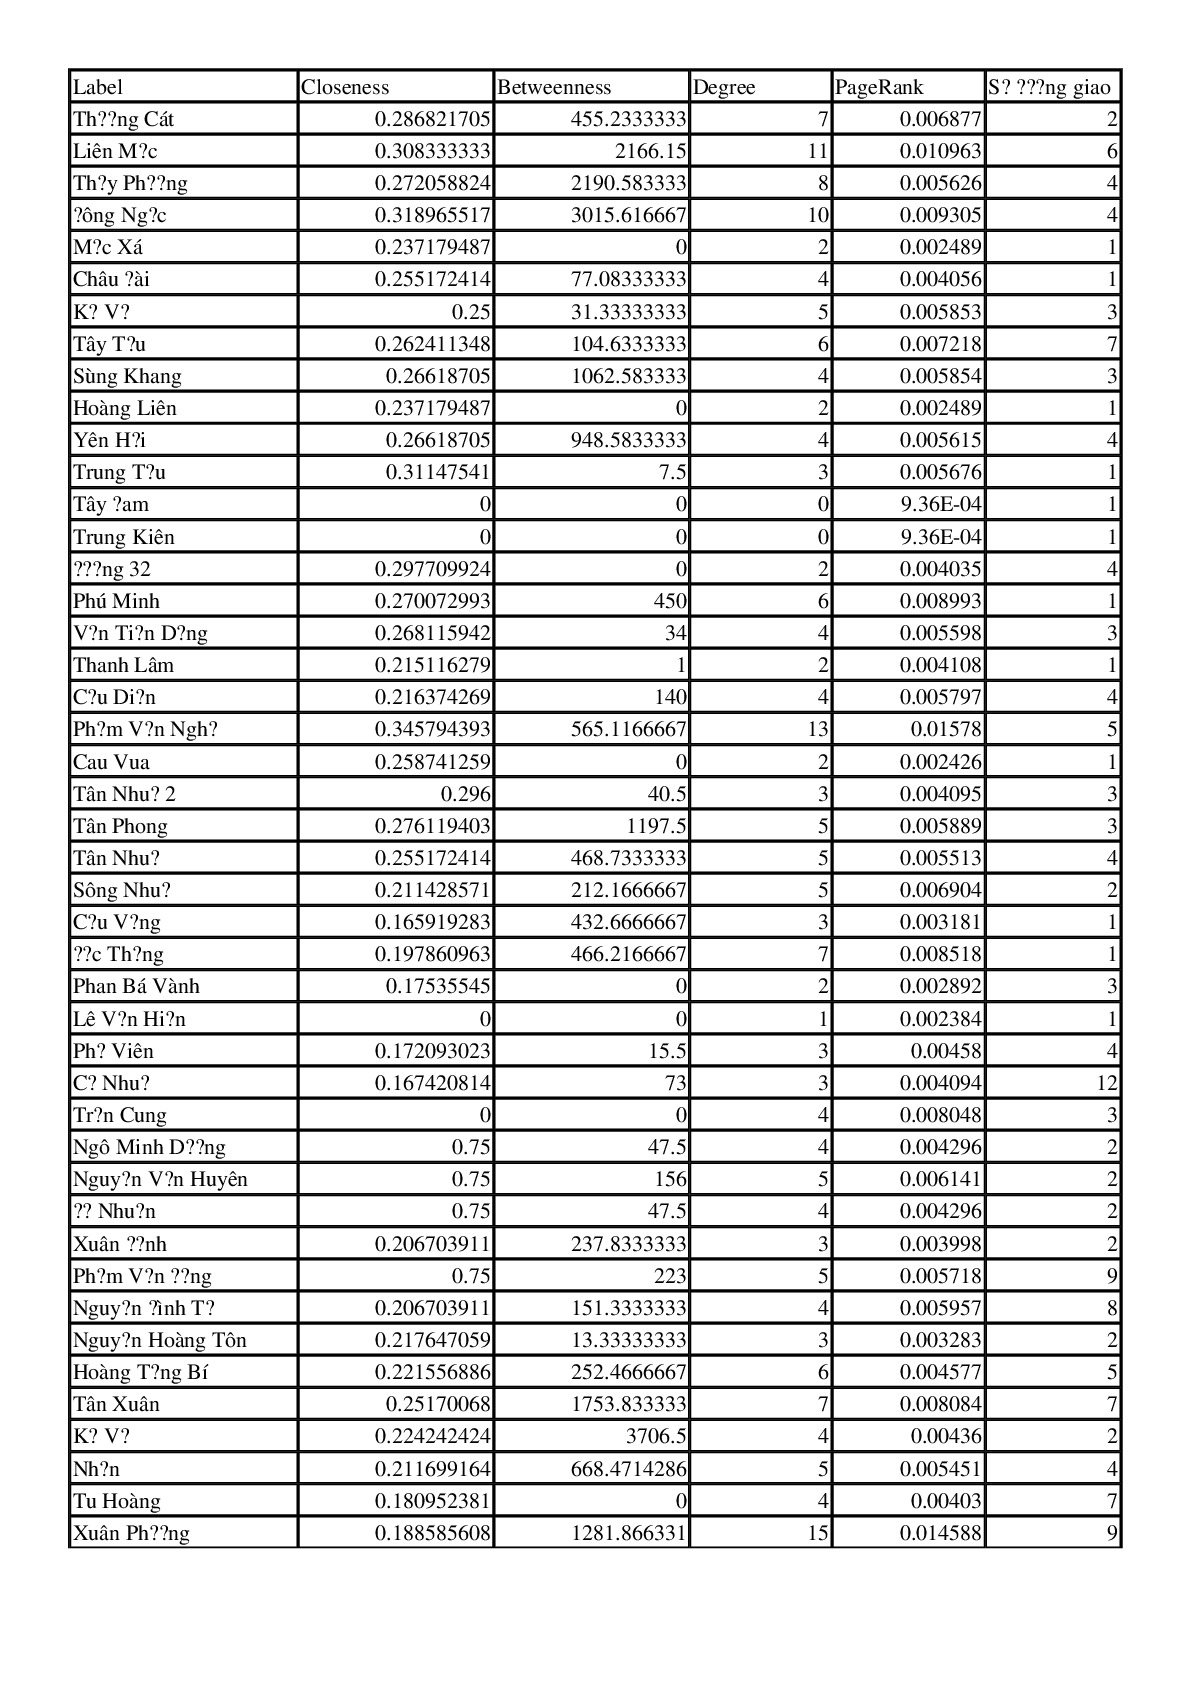 Label Closeness Betweenness Degree PageRank S? ???ng giao
Th??ng Cát 0.286821705 455.2333333 7 0.006877 2
Liên M?c 0.308333333 2166.15 11 0.010963 6
Th?y Ph??ng 0.272058824 2190.583333 8 0.005626 4
?ông Ng?c 0.318965517 3015.616667 10 0.009305 4
M?c Xá 0.237179487 0 2 0.002489 1
Châu ?ài 0.255172414 77.08333333 4 0.004056 1
K? V? 0.25 31.33333333 5 0.005853 3
Tây T?u 0.262411348 104.6333333 6 0.007218 7
Sùng Khang 0.26618705 1062.583333 4 0.005854 3
Hoàng Liên 0.237179487 0 2 0.002489 1
Yên H?i 0.26618705 948.5833333 4 0.005615 4
Trung T?u 0.31147541 7.5 3 0.005676 1
Tây ?am 0 0 0 9.36E-04 1
Trung Kiên 0 0 0 9.36E-04 1
???ng 32 0.297709924 0 2 0.004035 4
Phú Minh 0.270072993 450 6 0.008993 1
V?n Ti?n D?ng 0.268115942 34 4 0.005598 3
Thanh Lâm 0.215116279 1 2 0.004108 1
C?u Di?n 0.216374269 140 4 0.005797 4
Ph?m V?n Ngh? 0.345794393 565.1166667 13 0.01578 5
Cau Vua 0.258741259 0 2 0.002426 1
Tân Nhu? 2 0.296 40.5 3 0.004095 3
Tân Phong 0.276119403 1197.5 5 0.005889 3
Tân Nhu? 0.255172414 468.7333333 5 0.005513 4
Sông Nhu? 0.211428571 212.1666667 5 0.006904 2
C?u V?ng 0.165919283 432.6666667 3 0.003181 1
??c Th?ng 0.197860963 466.2166667 7 0.008518 1
Phan Bá Vành 0.17535545 0 2 0.002892 3
Lê V?n Hi?n 0 0 1 0.002384 1
Ph? Viên 0.172093023 15.5 3 0.00458 4
C? Nhu? 0.167420814 73 3 0.004094 12
Tr?n Cung 0 0 4 0.008048 3
Ngô Minh D??ng 0.75 47.5 4 0.004296 2
Nguy?n V?n Huyên 0.75 156 5 0.006141 2
?? Nhu?n 0.75 47.5 4 0.004296 2
Xuân ??nh 0.206703911 237.8333333 3 0.003998 2
Ph?m V?n ??ng 0.75 223 5 0.005718 9
Nguy?n ?ình T? 0.206703911 151.3333333 4 0.005957 8
Nguy?n Hoàng Tôn 0.217647059 13.33333333 3 0.003283 2
Hoàng T?ng Bí 0.221556886 252.4666667 6 0.004577 5
Tân Xuân 0.25170068 1753.833333 7 0.008084 7
K? V? 0.224242424 3706.5 4 0.00436 2
Nh?n 0.211699164 668.4714286 5 0.005451 4
Tu Hoàng 0.180952381 0 4 0.00403 7
Xuân Ph??ng 0.188585608 1281.866331 15 0.014588 9